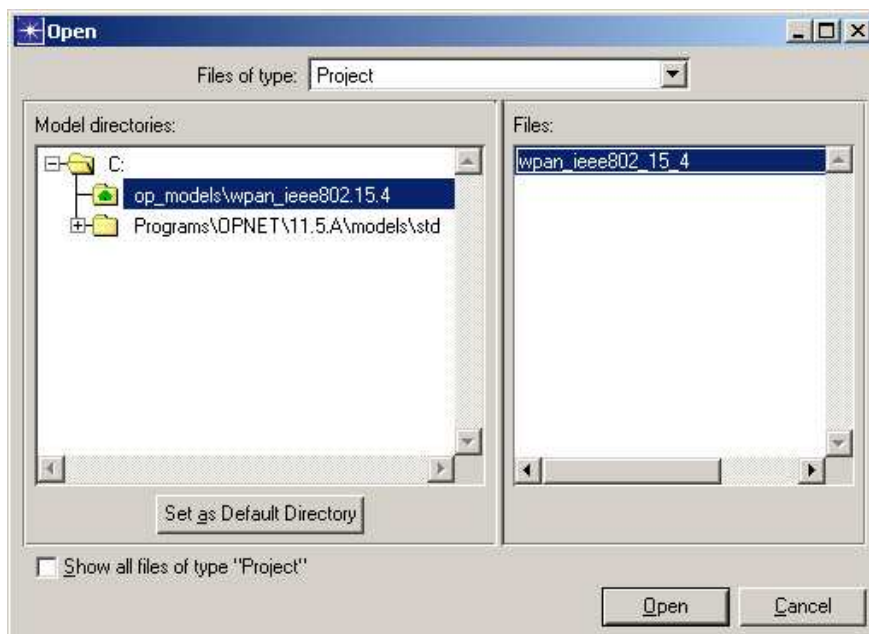 Open
Files of type: Project
Model directories:
C:
op_models\wpan_ieee802.15.4
Programs\OPNET\11.5.A\models\std
Set as Default Directory
Files:
wpan_ieee802_15_4
Show all files of type "Project"
Open Cancel